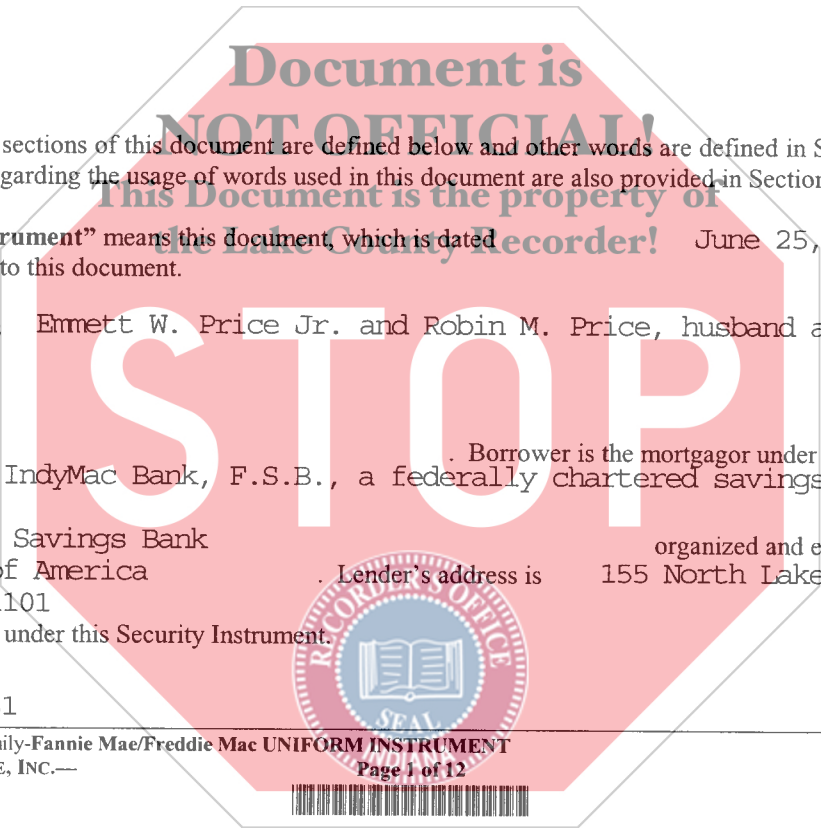 Document is
NOT OFFICIAL!
sections of this document are defined below and other words are defined in S
garding the usage of words used in this document are also provided in Section
This Document is the property of
rument” means this document, which is dated June 25,
the Lake County Recorder!
to this document.
Emmett W. Price Jr. and Robin M. Price, husband a
STOP
. Borrower is the mortgagor under
IndyMac Bank, F.S.B., a federally chartered savings
Savings Bank organized and e
of America . Lender's address is 155 North Lake
101
under this Security Instrument.
RECORDER'S OFFICE
SEAL
INDIANA
1
ily-Fannie Mae/Freddie Mac UNIFORM INSTRUMENT
E, INC.— Page 1 of 12